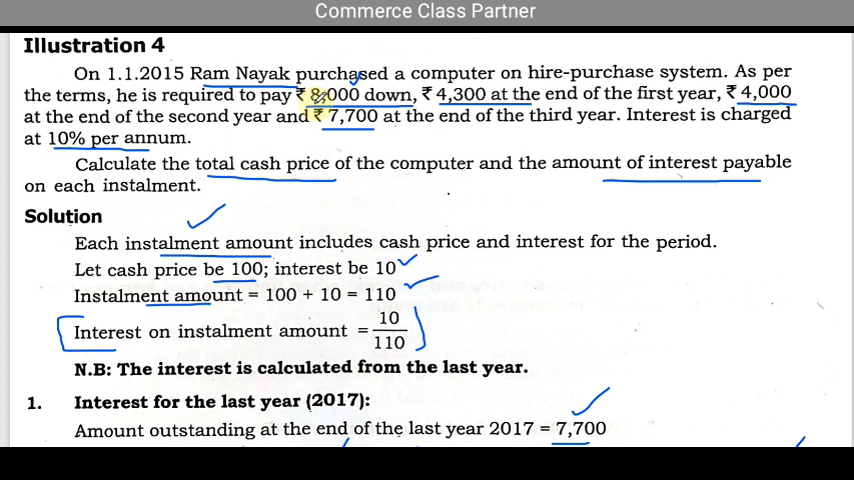 Commerce Class Partner
Illustration 4
On 1.1.2015 Ram Nayak purchased a computer on hire-purchase system. As per
the terms, he is required to pay ₹ 8,000 down, ₹ 4,300 at the end of the first year, ₹ 4,000
at the end of the second year and ₹ 7,700 at the end of the third year. Interest is charged
at 10% per annum.
Calculate the total cash price of the computer and the amount of interest payable
on each instalment.
Solution
Each instalment amount includes cash price and interest for the period.
Let cash price be 100; interest be 10
Instalment amount = 100 + 10 = 110
Interest on instalment amount = 10/110
N.B: The interest is calculated from the last year.
1. Interest for the last year (2017):
Amount outstanding at the end of the last year 2017 = 7,700